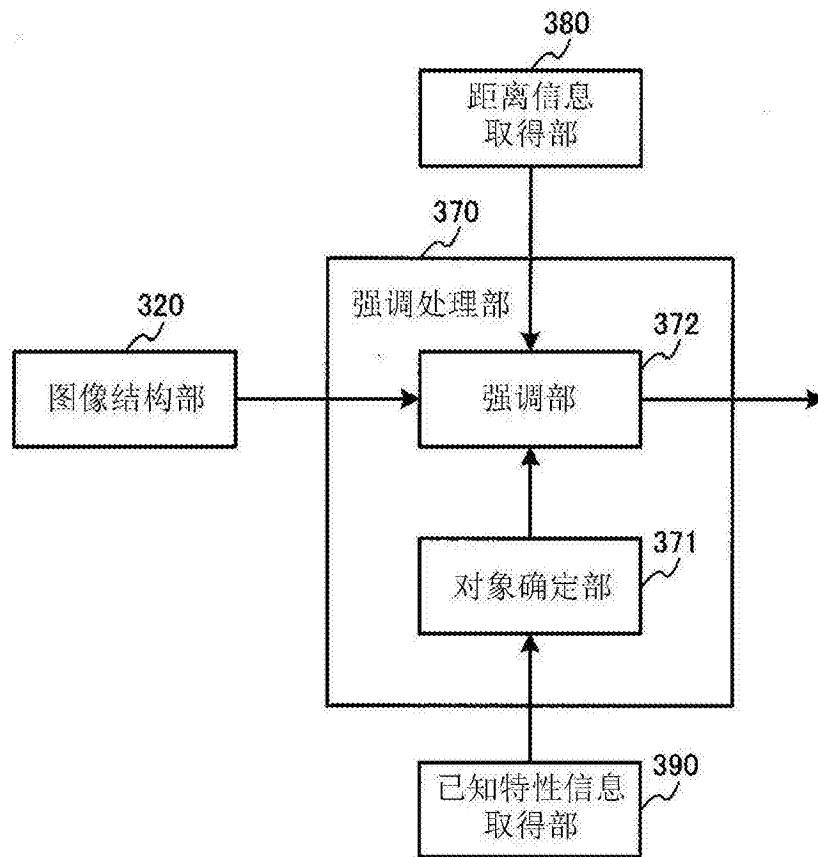 380
距离信息
取得部
370
强调处理部
320
图像结构部
372
强调部
371
对象确定部
390
已知特性信息
取得部